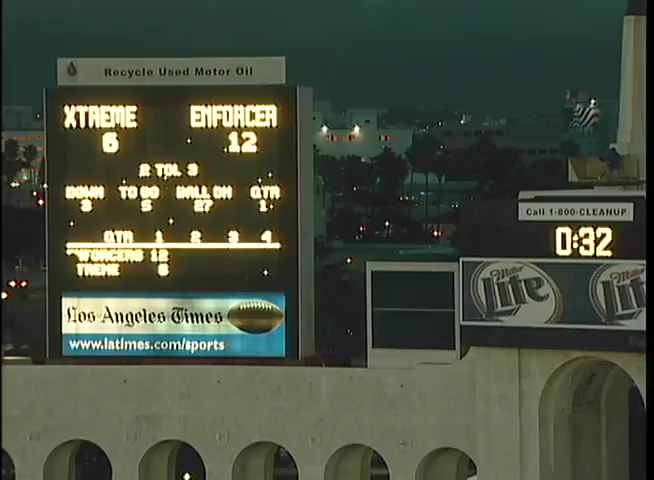 Recycle Used Motor Oil
XTREME ENFORCER
6 12
2 TOL 3
DOWN TO GO BALL ON QTR
3 5 27 1
QTR 1 2 3 4
ENFORCERS 12
TREME 6
Los Angeles Times
www.latimes.com/sports
Call 1-800-CLEANUP
0:32
Miller Lite
Miller Lit